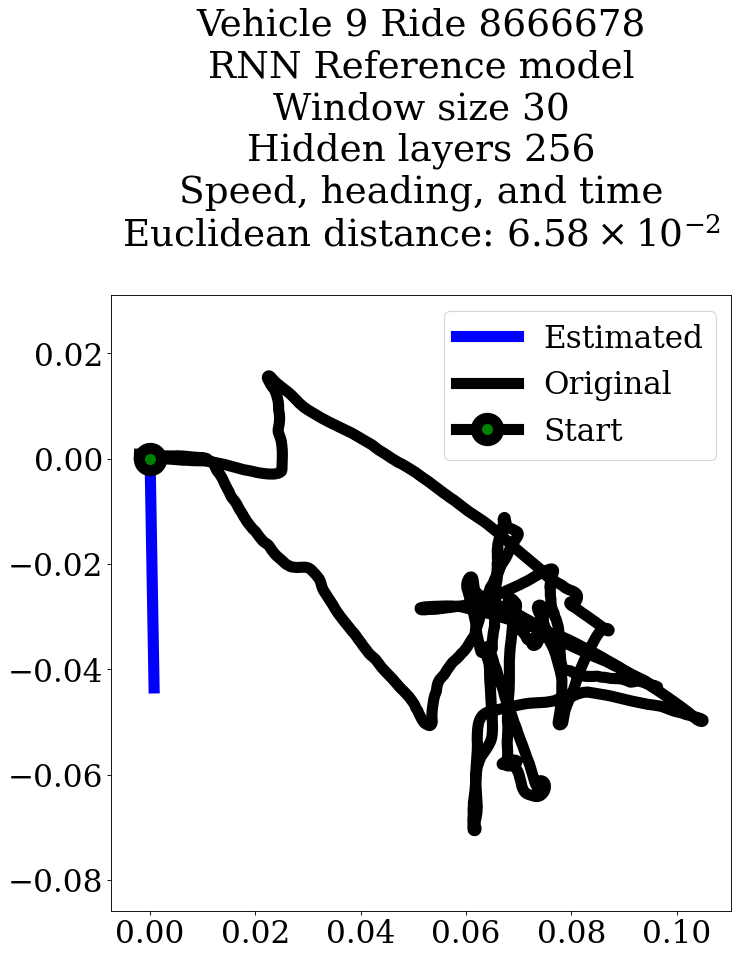 Vehicle 9 Ride 8666678
RNN Reference model
Window size 30
Hidden layers 256
Speed, heading, and time
Euclidean distance: 6.58 × 10⁻²
Estimated
Original
Start
0.02
0.00
−0.02
−0.04
−0.06
−0.08
0.00 0.02 0.04 0.06 0.08 0.10